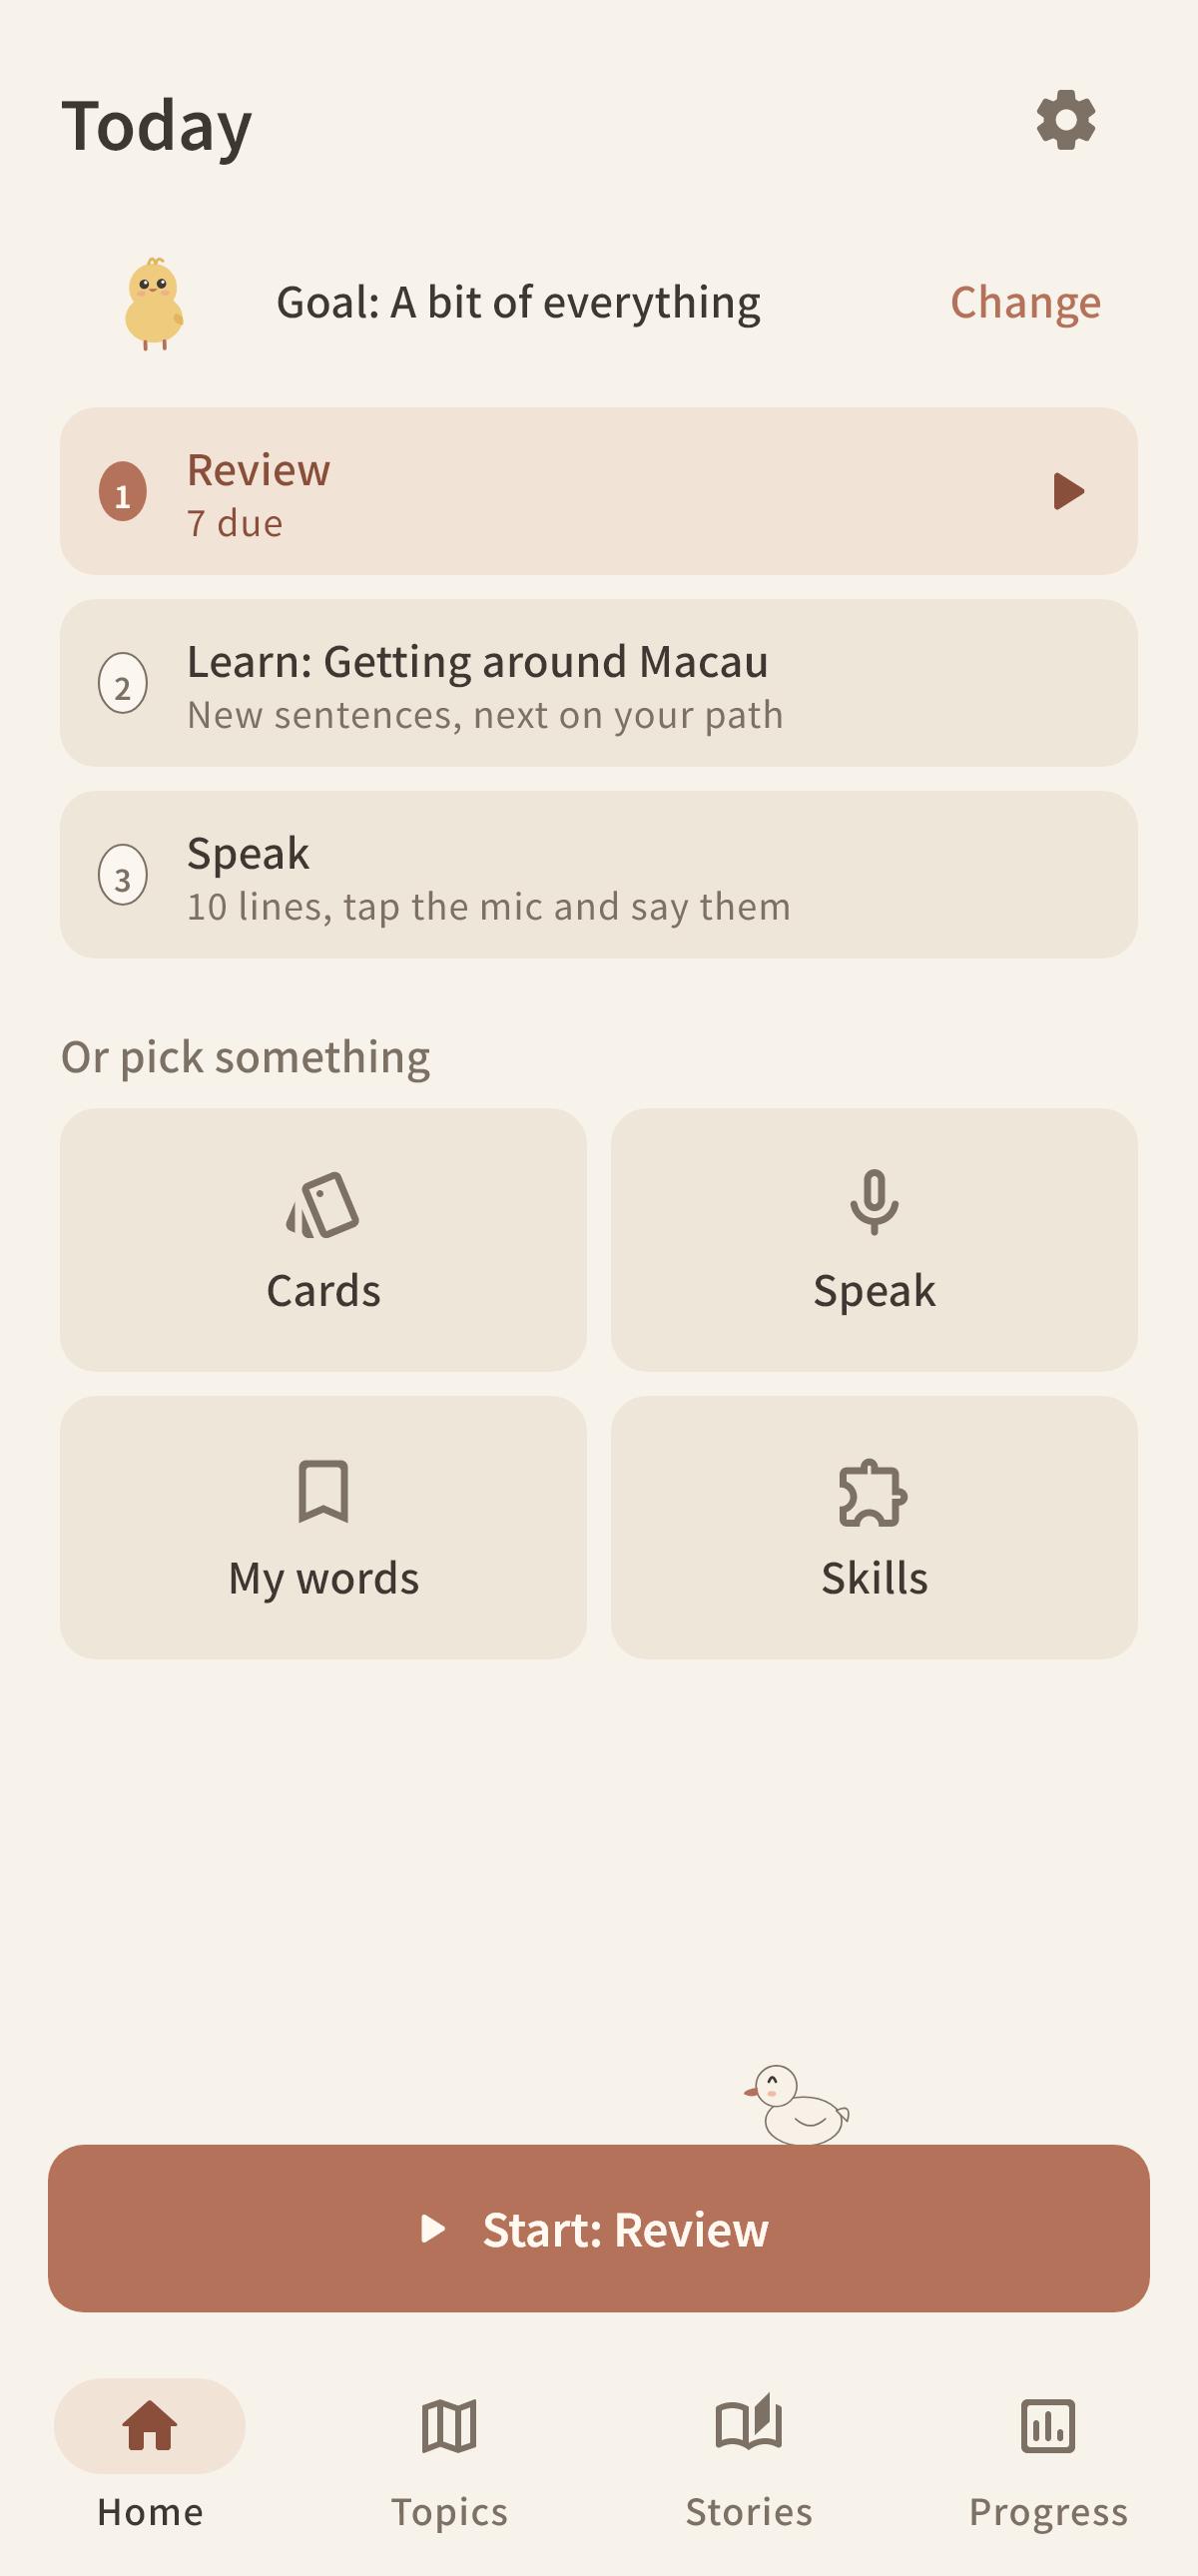 Today
Goal: A bit of everything
Change
1
Review
7 due
2
Learn: Getting around Macau
New sentences, next on your path
3
Speak
10 lines, tap the mic and say them
Or pick something
Cards
Speak
My words
Skills
Start: Review
Home
Topics
Stories
Progress